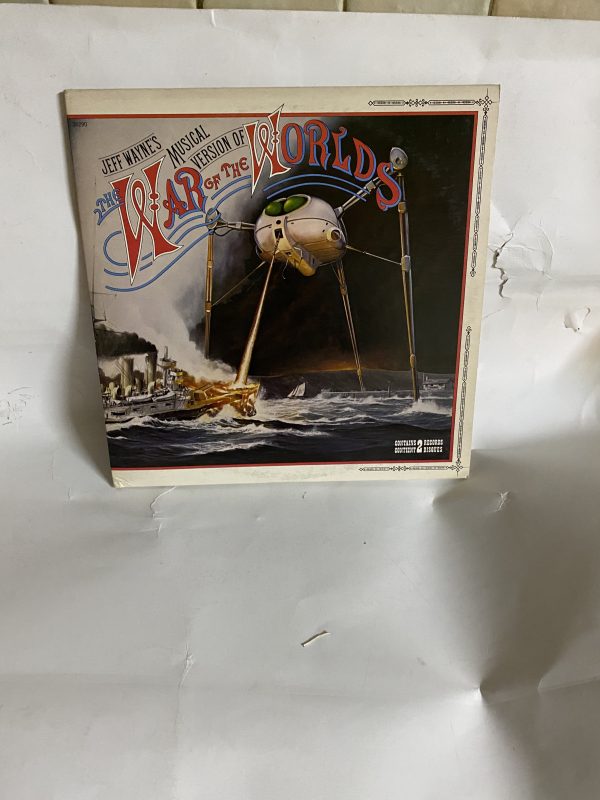 JEFF WAYNE'S
MUSICAL
VERSION OF
THE
WAR OF THE WORLDS
CONTAINS 2 RECORDS
CONTIENT 2 DISQUES